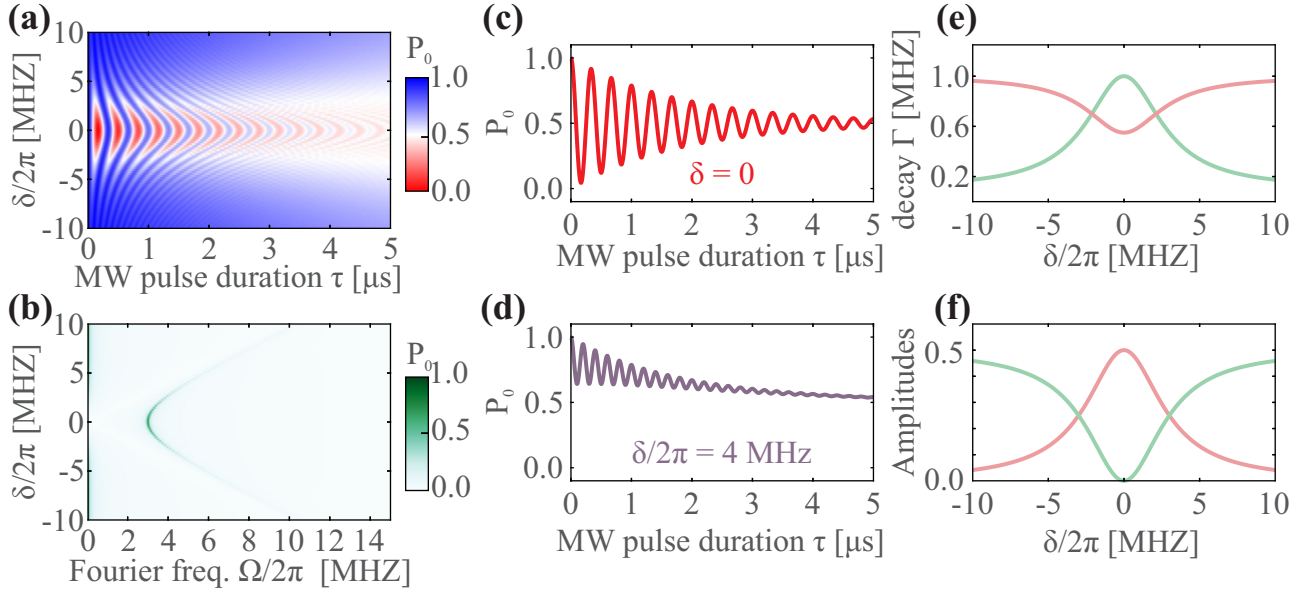 (a)
10
5
0
-5
-10
δ/2π [MHZ]
0 1 2 3 4 5
MW pulse duration τ [μs]
P0
1.0
0.5
0.0
(b)
10
5
0
-5
-10
δ/2π [MHZ]
0 2 4 6 8 10 12 14
Fourier freq. Ω/2π [MHZ]
P0
1.0
0.5
0.0
(c)
1.0
0.5
0.0
P0
δ = 0
0 1 2 3 4 5
MW pulse duration τ [μs]
(d)
1.0
0.5
0.0
P0
δ/2π = 4 MHz
0 1 2 3 4 5
MW pulse duration τ [μs]
(e)
decay Γ [MHZ]
1.0
0.6
0.2
-10 -5 0 5 10
δ/2π [MHZ]
(f)
Amplitudes
0.5
0.0
-10 -5 0 5 10
δ/2π [MHZ]